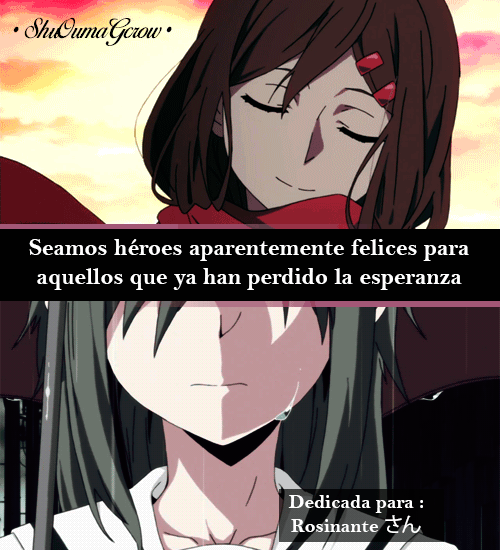 • ShuOumaGcrow •
Seamos héroes aparentemente felices para
aquellos que ya han perdido la esperanza
Dedicada para :
Rosinante さん